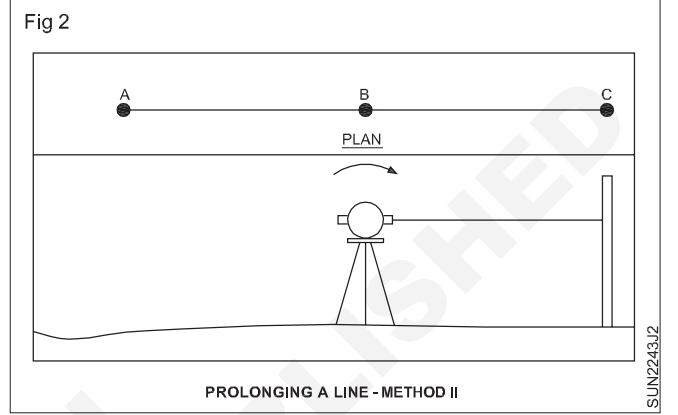 Fig 2
A B C
PLAN
PROLONGING A LINE - METHOD II
SUN2243J2